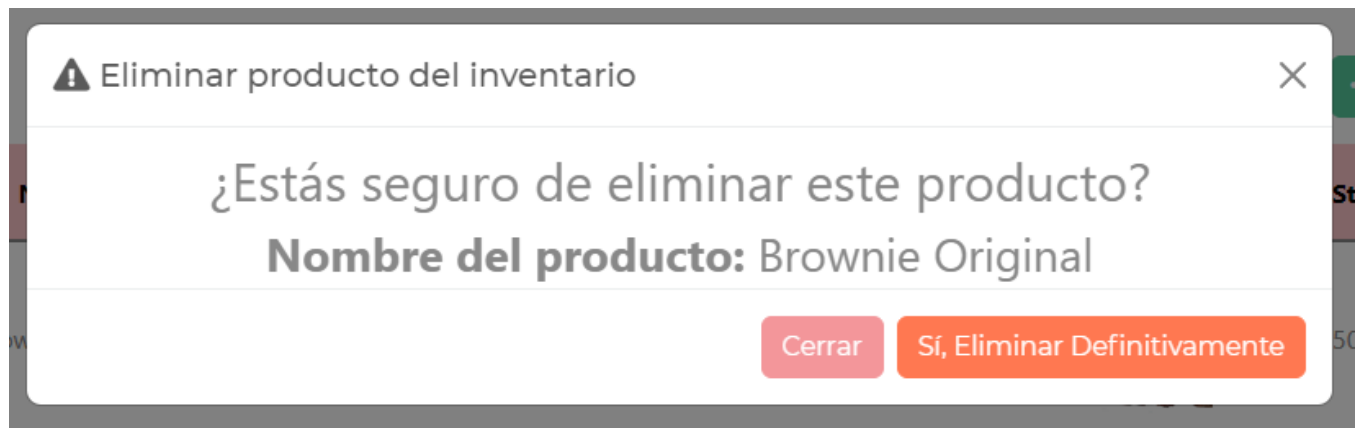 Eliminar producto del inventario
¿Estás seguro de eliminar este producto?
Nombre del producto: Brownie Original
Cerrar
Sí, Eliminar Definitivamente